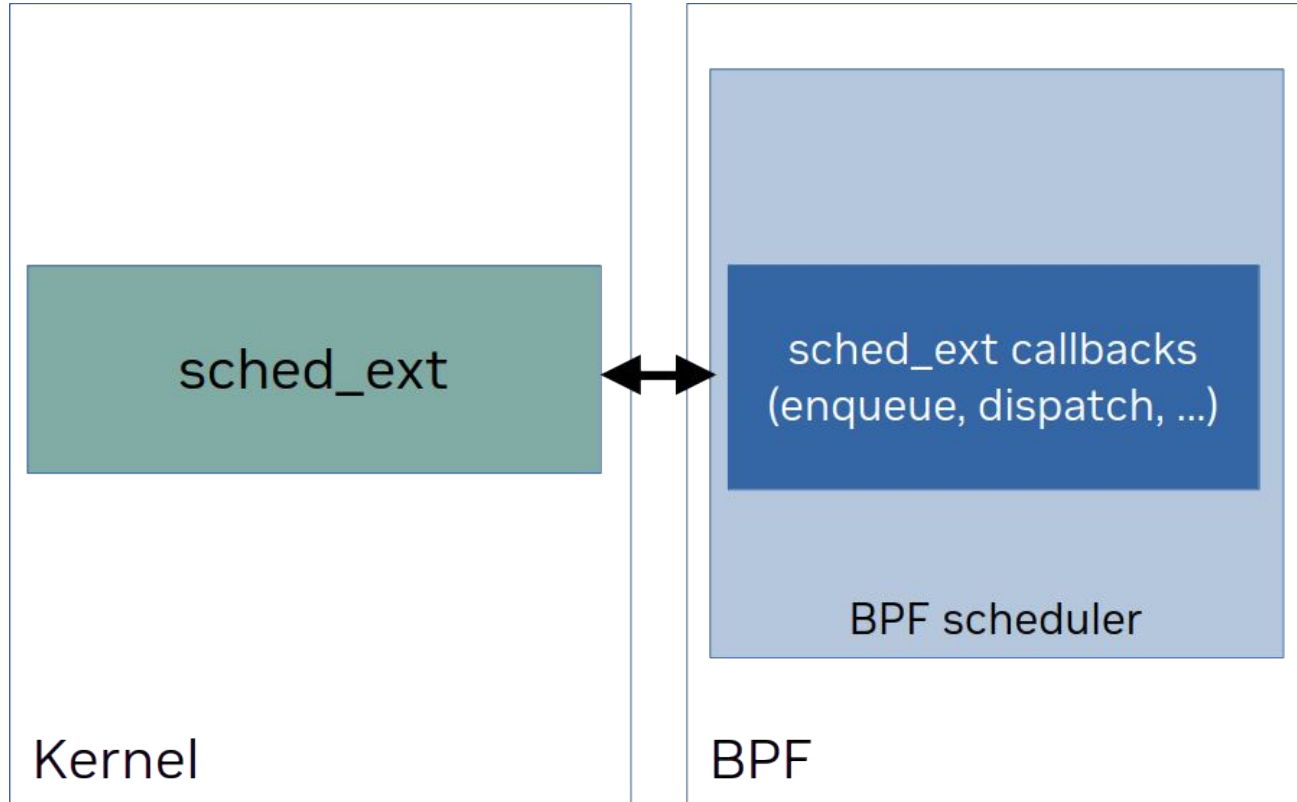 sched_ext
sched_ext callbacks
(enqueue, dispatch, ...)
BPF scheduler
Kernel
BPF